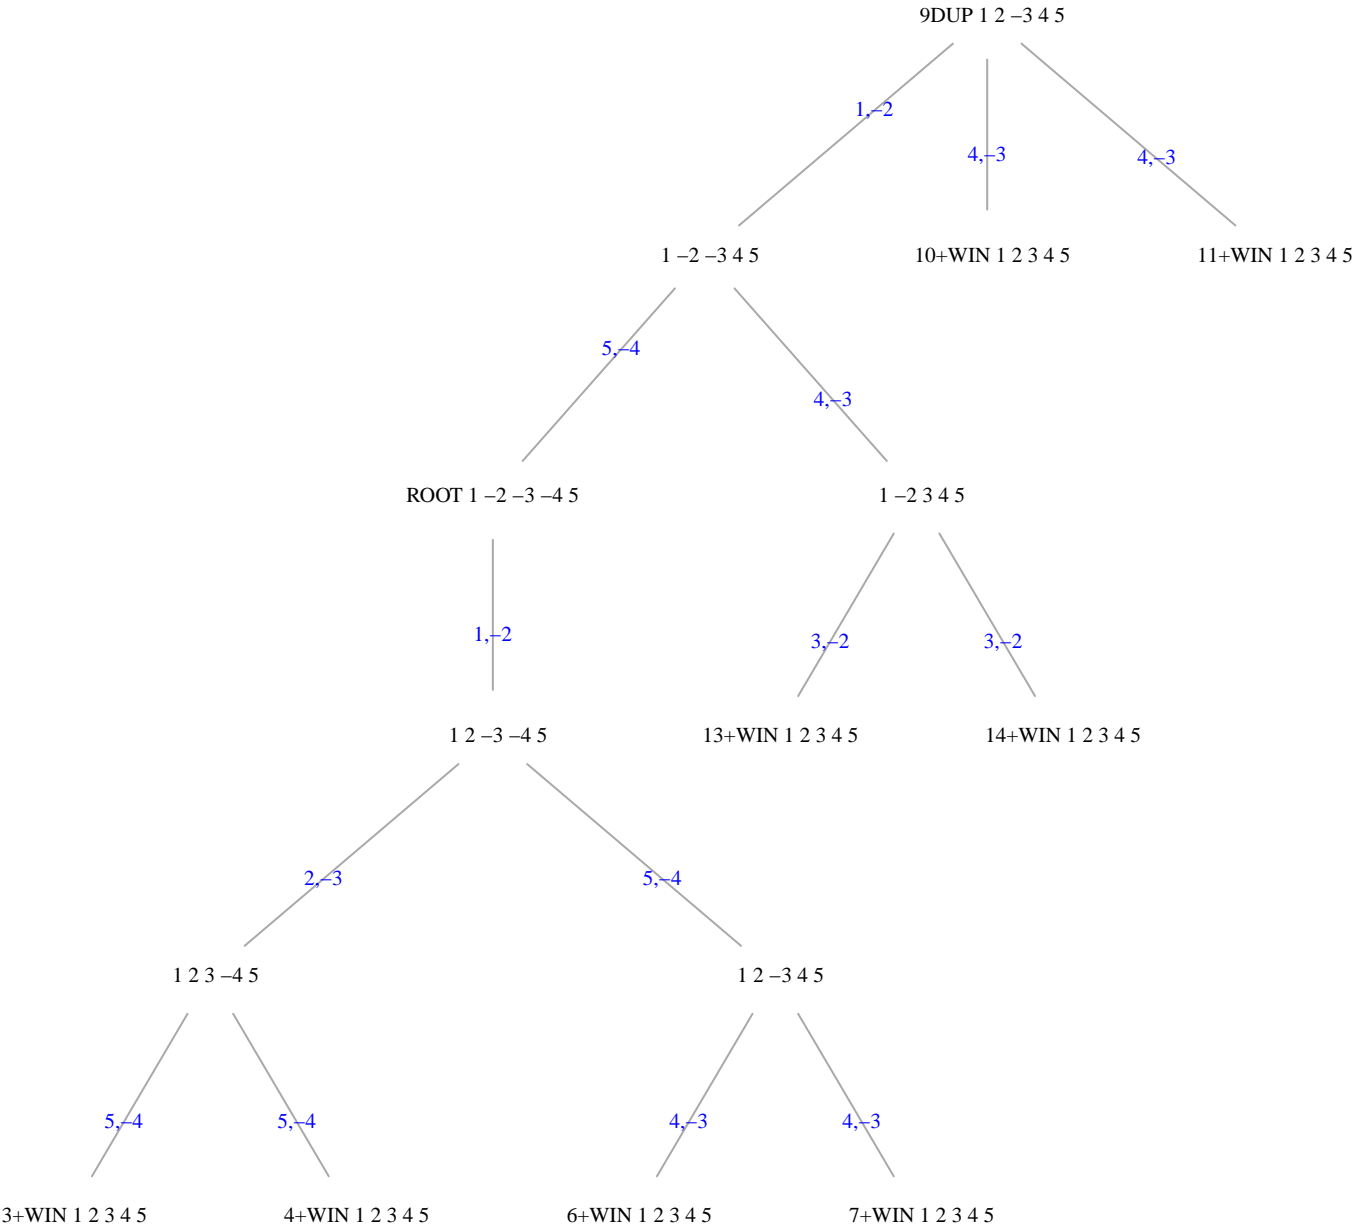 9DUP 1 2 –3 4 5
1,–2
4,–3
4,–3
1 –2 –3 4 5
10+WIN 1 2 3 4 5
11+WIN 1 2 3 4 5
5,–4
4,–3
ROOT 1 –2 –3 –4 5
1 –2 3 4 5
1,–2
3,–2
3,–2
1 2 –3 –4 5
13+WIN 1 2 3 4 5
14+WIN 1 2 3 4 5
2,–3
5,–4
1 2 3 –4 5
1 2 –3 4 5
5,–4
5,–4
4,–3
4,–3
3+WIN 1 2 3 4 5
4+WIN 1 2 3 4 5
6+WIN 1 2 3 4 5
7+WIN 1 2 3 4 5